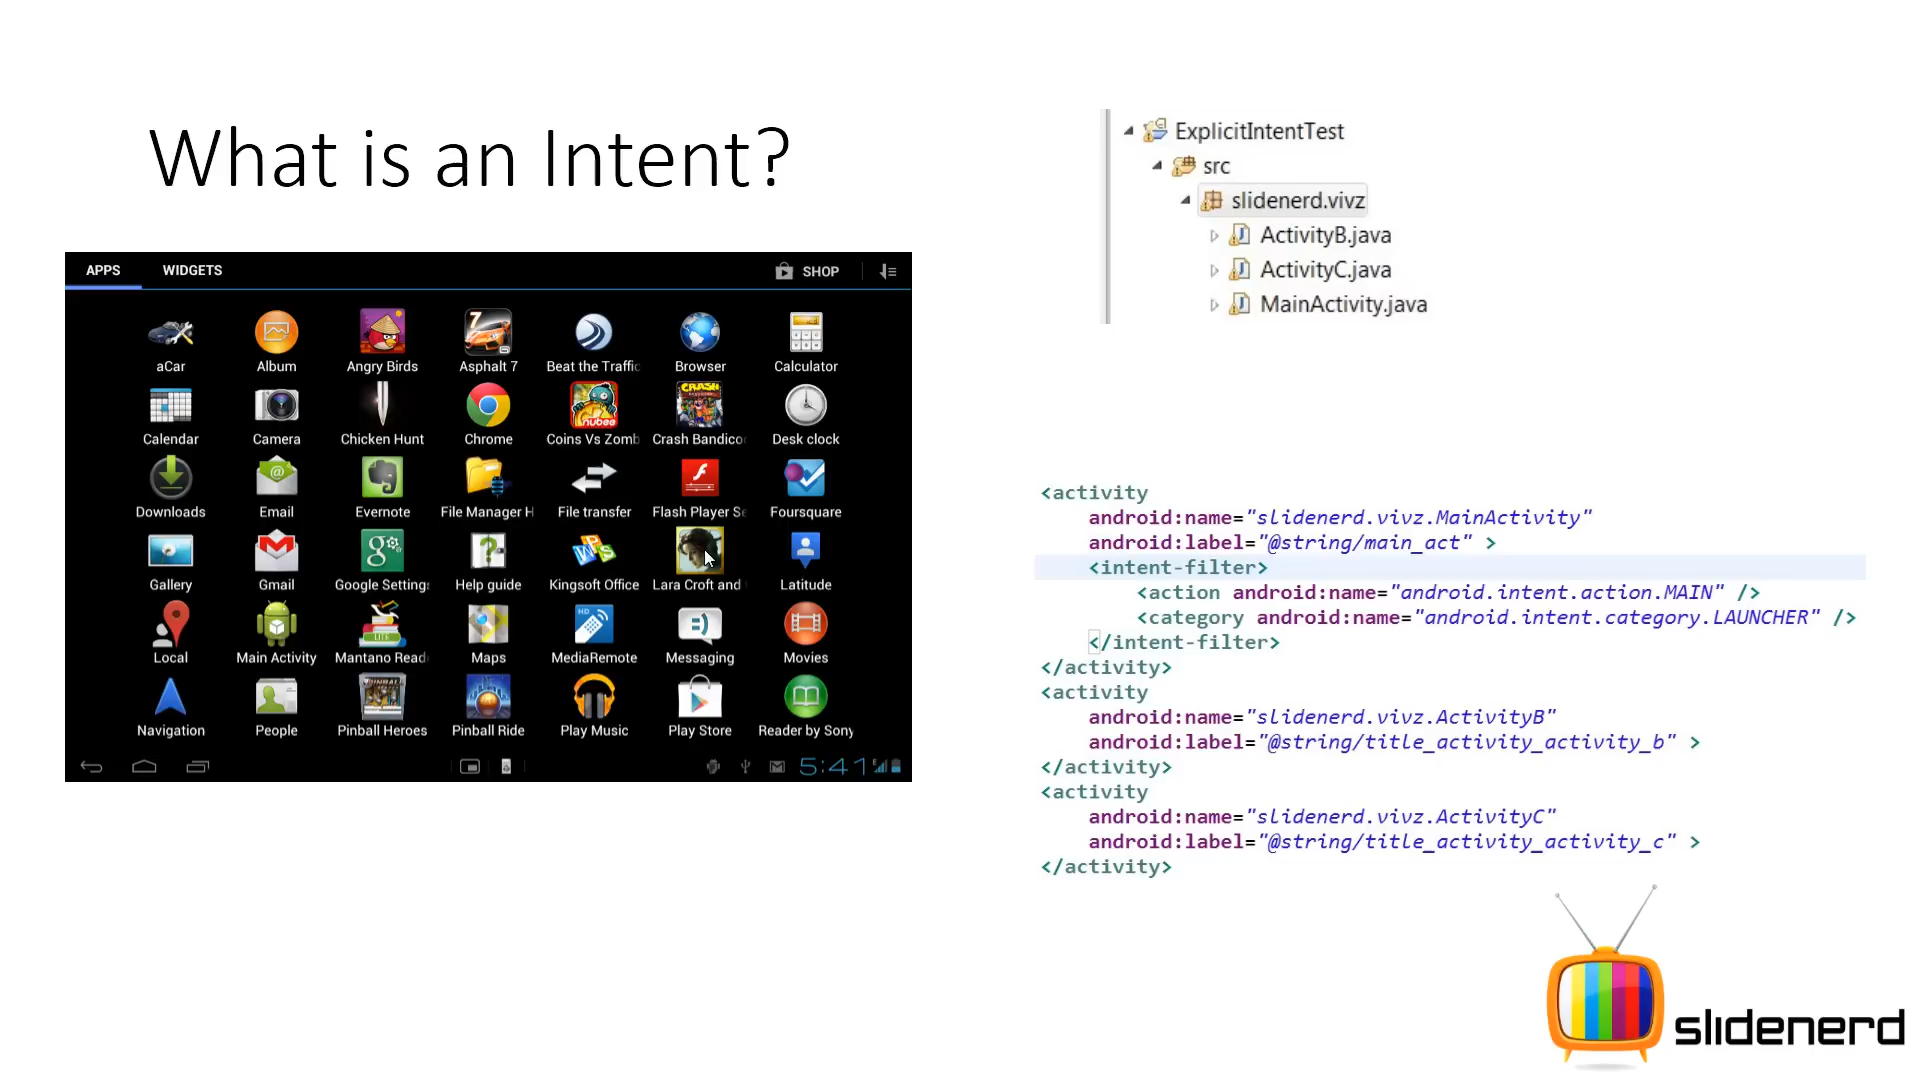 What is an Intent?
APPS WIDGETS SHOP
aCar Album Angry Birds Asphalt 7 Beat the Traffic Browser Calculator
Calendar Camera Chicken Hunt Chrome Coins Vs Zomb Crash Bandico Desk clock
Downloads Email Evernote File Manager H File transfer Flash Player Se Foursquare
Gallery Gmail Google Settings Help guide Kingsoft Office Lara Croft and Latitude
Local Main Activity Mantano Read Maps MediaRemote Messaging Movies
Navigation People Pinball Heroes Pinball Ride Play Music Play Store Reader by Sony
5:41
ExplicitIntentTest
src
slidenerd.vivz
ActivityB.java
ActivityC.java
MainActivity.java
<activity
android:name="slidenerd.vivz.MainActivity"
android:label="@string/main_act" >
<intent-filter>
<action android:name="android.intent.action.MAIN" />
<category android:name="android.intent.category.LAUNCHER" />
</intent-filter>
</activity>
<activity
android:name="slidenerd.vivz.ActivityB"
android:label="@string/title_activity_activity_b" >
</activity>
<activity
android:name="slidenerd.vivz.ActivityC"
android:label="@string/title_activity_activity_c" >
</activity>
slidenerd